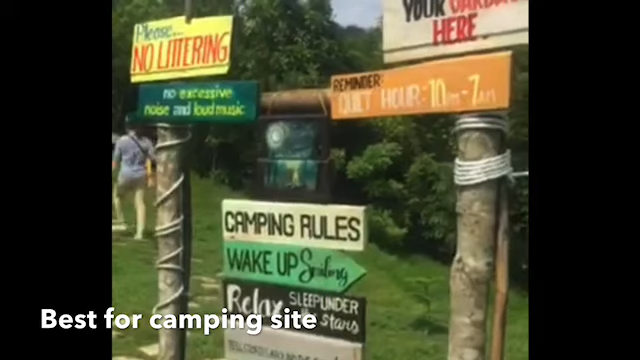 Please...
NO LITTERING
no excessive
noise and loud music
YOUR GARBAGE
HERE.
REMINDER:
QUIET HOUR:- 10PM - 7AM
CAMPING RULES
WAKE UP Smiling
Relax SLEEP UNDER
the stars
Best for camping site